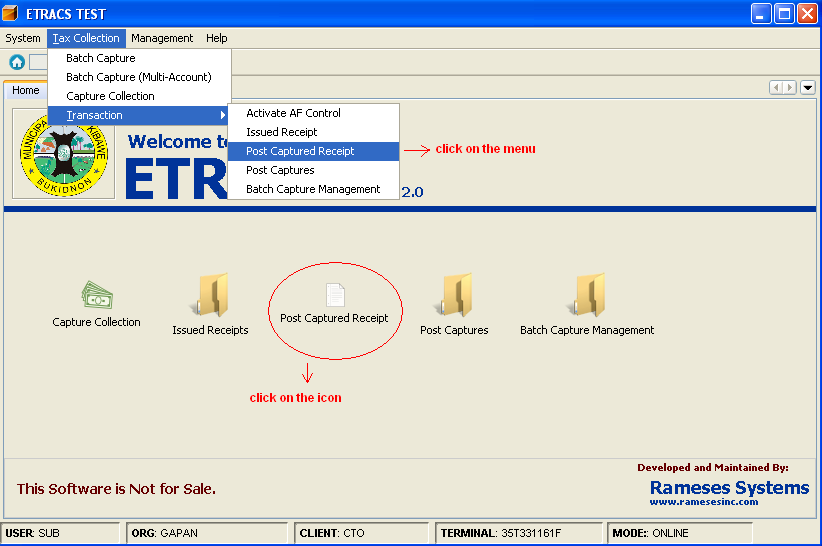 ETRACS TEST
System Tax Collection Management Help
Batch Capture
Batch Capture (Multi-Account)
Capture Collection
Transaction
Home
Activate AF Control
Issued Receipt
Post Captured Receipt
Post Captures
Batch Capture Management
click on the menu
MUNICIPA KIBAWE
BUKIDNON
Welcome to
ETR
2.0
Capture Collection
Issued Receipts
Post Captured Receipt
Post Captures
Batch Capture Management
click on the icon
Developed and Maintained By:
This Software is Not for Sale.
Rameses Systems
www.ramesesinc.com
USER: SUB
ORG: GAPAN
CLIENT: CTO
TERMINAL: 35T331161F
MODE:: ONLINE